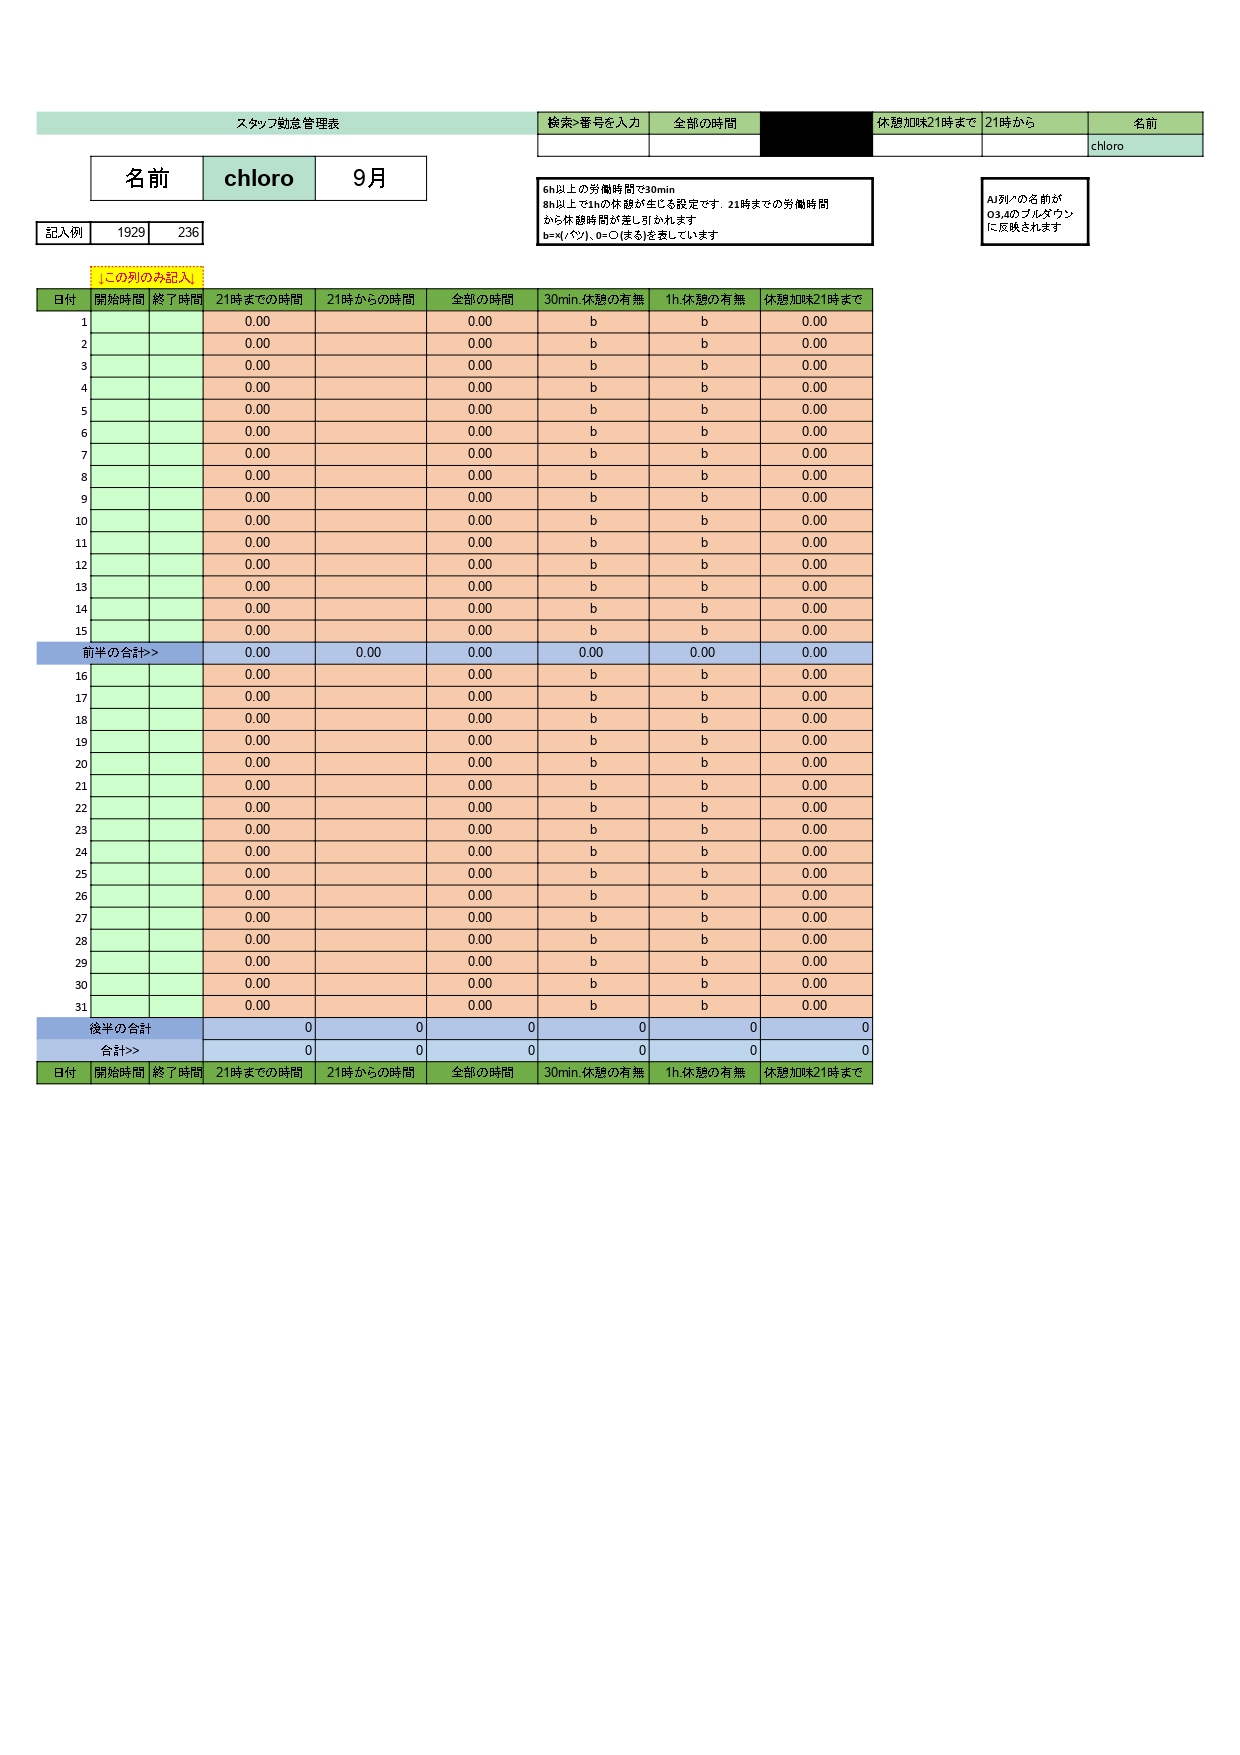 スタッフ勤怠管理表 検索>番号を入力 全部の時間 休憩加味21時まで 21時から 名前
chloro
名前 chloro 9月
6h以上の労働時間で30min
8h以上で1hの休憩が生じる設定です．21時までの労働時間
から休憩時間が差し引かれます
b=×(バツ)、0=〇(まる)を表しています
AJ列↗の名前が
O3,4のプルダウン
に反映されます
記入例 1929 236
↓この列のみ記入↓
日付 開始時間 終了時間 21時までの時間 21時からの時間 全部の時間 30min.休憩の有無 1h.休憩の有無 休憩加味21時まで
1 0.00 0.00 b b 0.00
2 0.00 0.00 b b 0.00
3 0.00 0.00 b b 0.00
4 0.00 0.00 b b 0.00
5 0.00 0.00 b b 0.00
6 0.00 0.00 b b 0.00
7 0.00 0.00 b b 0.00
8 0.00 0.00 b b 0.00
9 0.00 0.00 b b 0.00
10 0.00 0.00 b b 0.00
11 0.00 0.00 b b 0.00
12 0.00 0.00 b b 0.00
13 0.00 0.00 b b 0.00
14 0.00 0.00 b b 0.00
15 0.00 0.00 b b 0.00
前半の合計>> 0.00 0.00 0.00 0.00 0.00 0.00
16 0.00 0.00 b b 0.00
17 0.00 0.00 b b 0.00
18 0.00 0.00 b b 0.00
19 0.00 0.00 b b 0.00
20 0.00 0.00 b b 0.00
21 0.00 0.00 b b 0.00
22 0.00 0.00 b b 0.00
23 0.00 0.00 b b 0.00
24 0.00 0.00 b b 0.00
25 0.00 0.00 b b 0.00
26 0.00 0.00 b b 0.00
27 0.00 0.00 b b 0.00
28 0.00 0.00 b b 0.00
29 0.00 0.00 b b 0.00
30 0.00 0.00 b b 0.00
31 0.00 0.00 b b 0.00
後半の合計 0 0 0 0 0 0
合計>> 0 0 0 0 0 0
日付 開始時間 終了時間 21時までの時間 21時からの時間 全部の時間 30min.休憩の有無 1h.休憩の有無 休憩加味21時まで